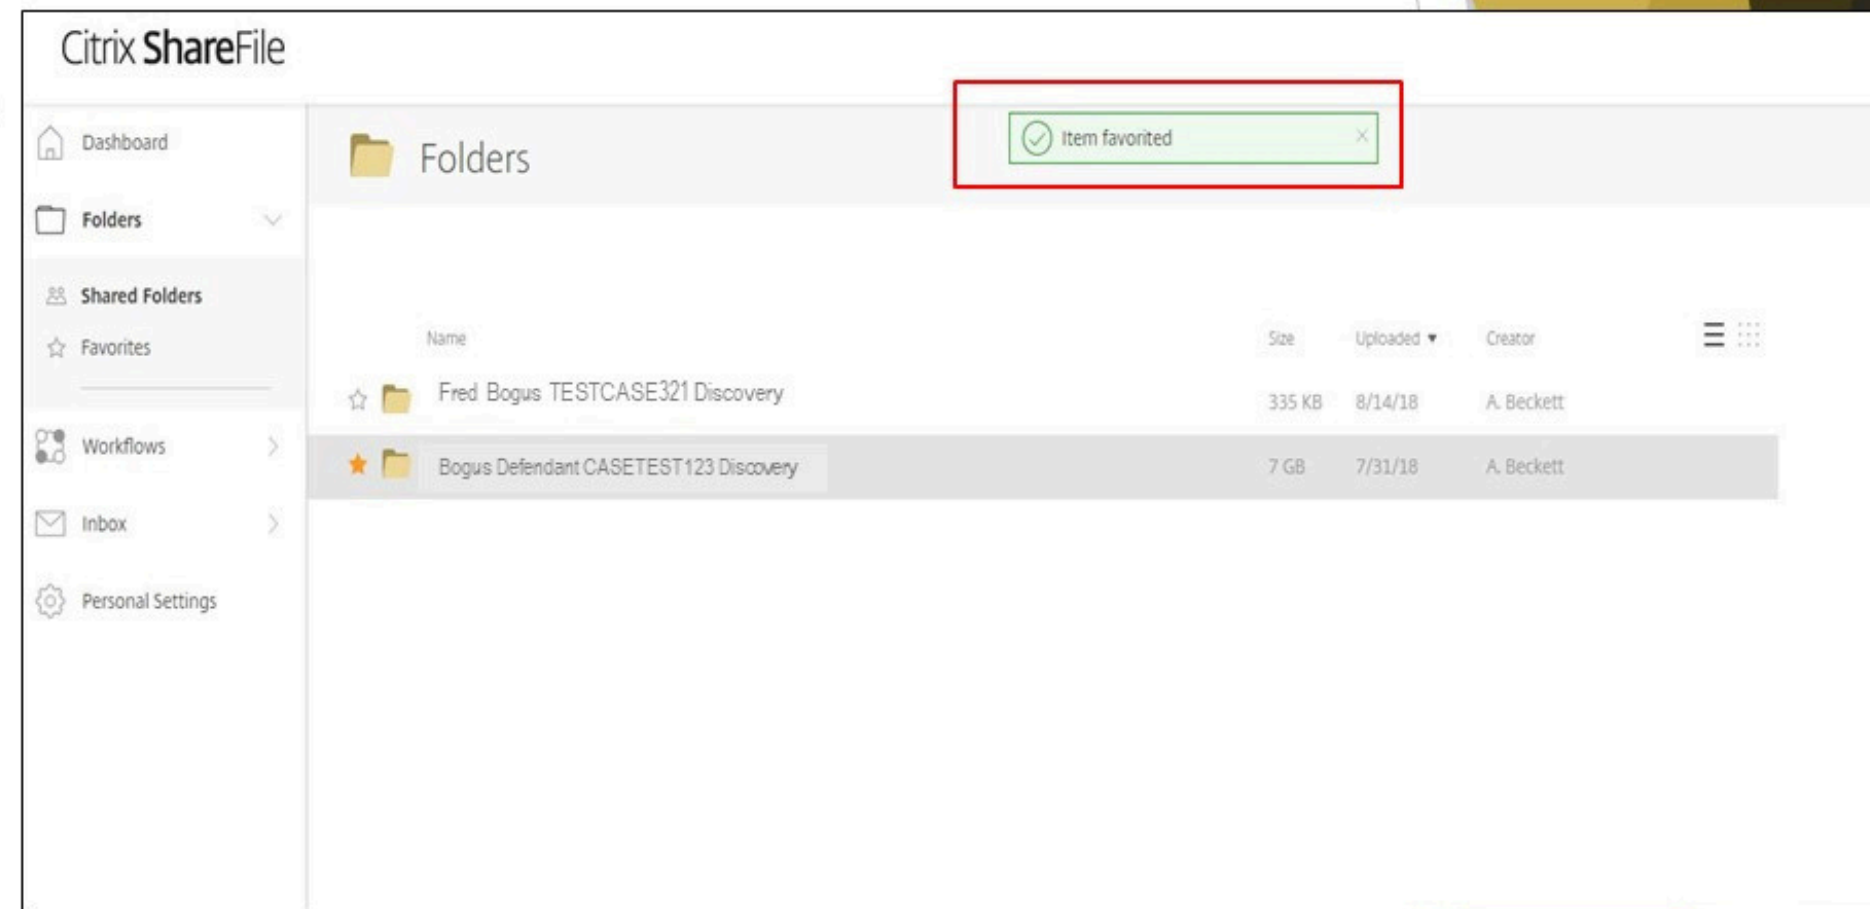 Citrix ShareFile
Dashboard
Folders
Shared Folders
Favorites
Workflows
Inbox
Personal Settings
Folders
Item favorited
Name Size Uploaded Creator
Fred Bogus TESTCASE321 Discovery 335 KB 8/14/18 A. Beckett
Bogus Defendant CASETEST123 Discovery 7 GB 7/31/18 A. Beckett